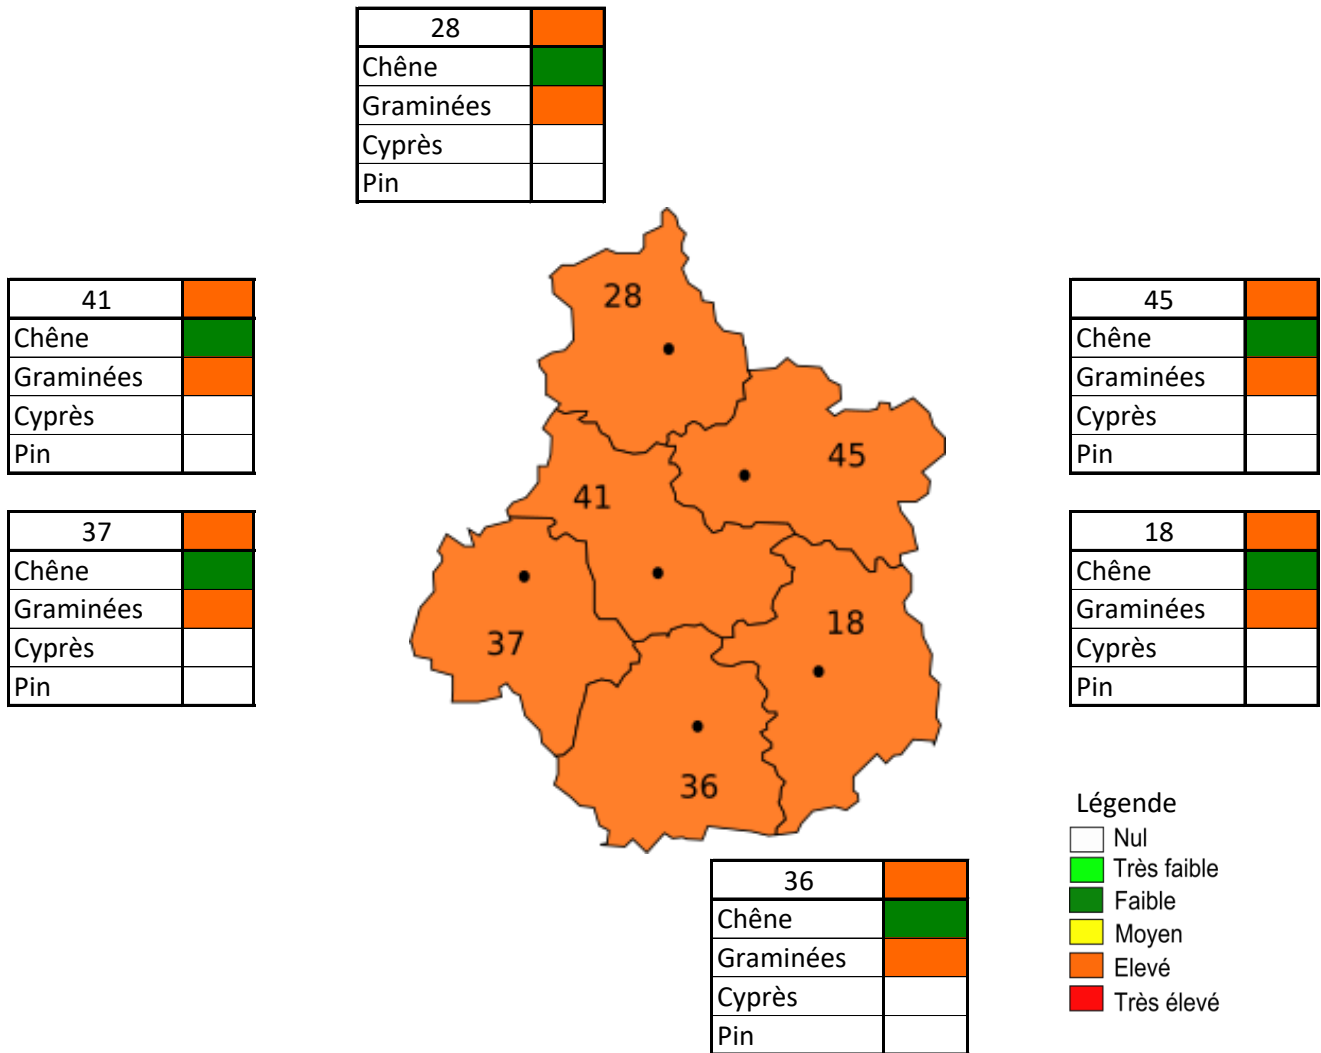 28
Chêne
Graminées
Cyprès
Pin
41
Chêne
Graminées
Cyprès
Pin
45
Chêne
Graminées
Cyprès
Pin
37
Chêne
Graminées
Cyprès
Pin
18
Chêne
Graminées
Cyprès
Pin
28
45
41
18
37
36
36
Chêne
Graminées
Cyprès
Pin
Légende
Nul
Très faible
Faible
Moyen
Elevé
Très élevé